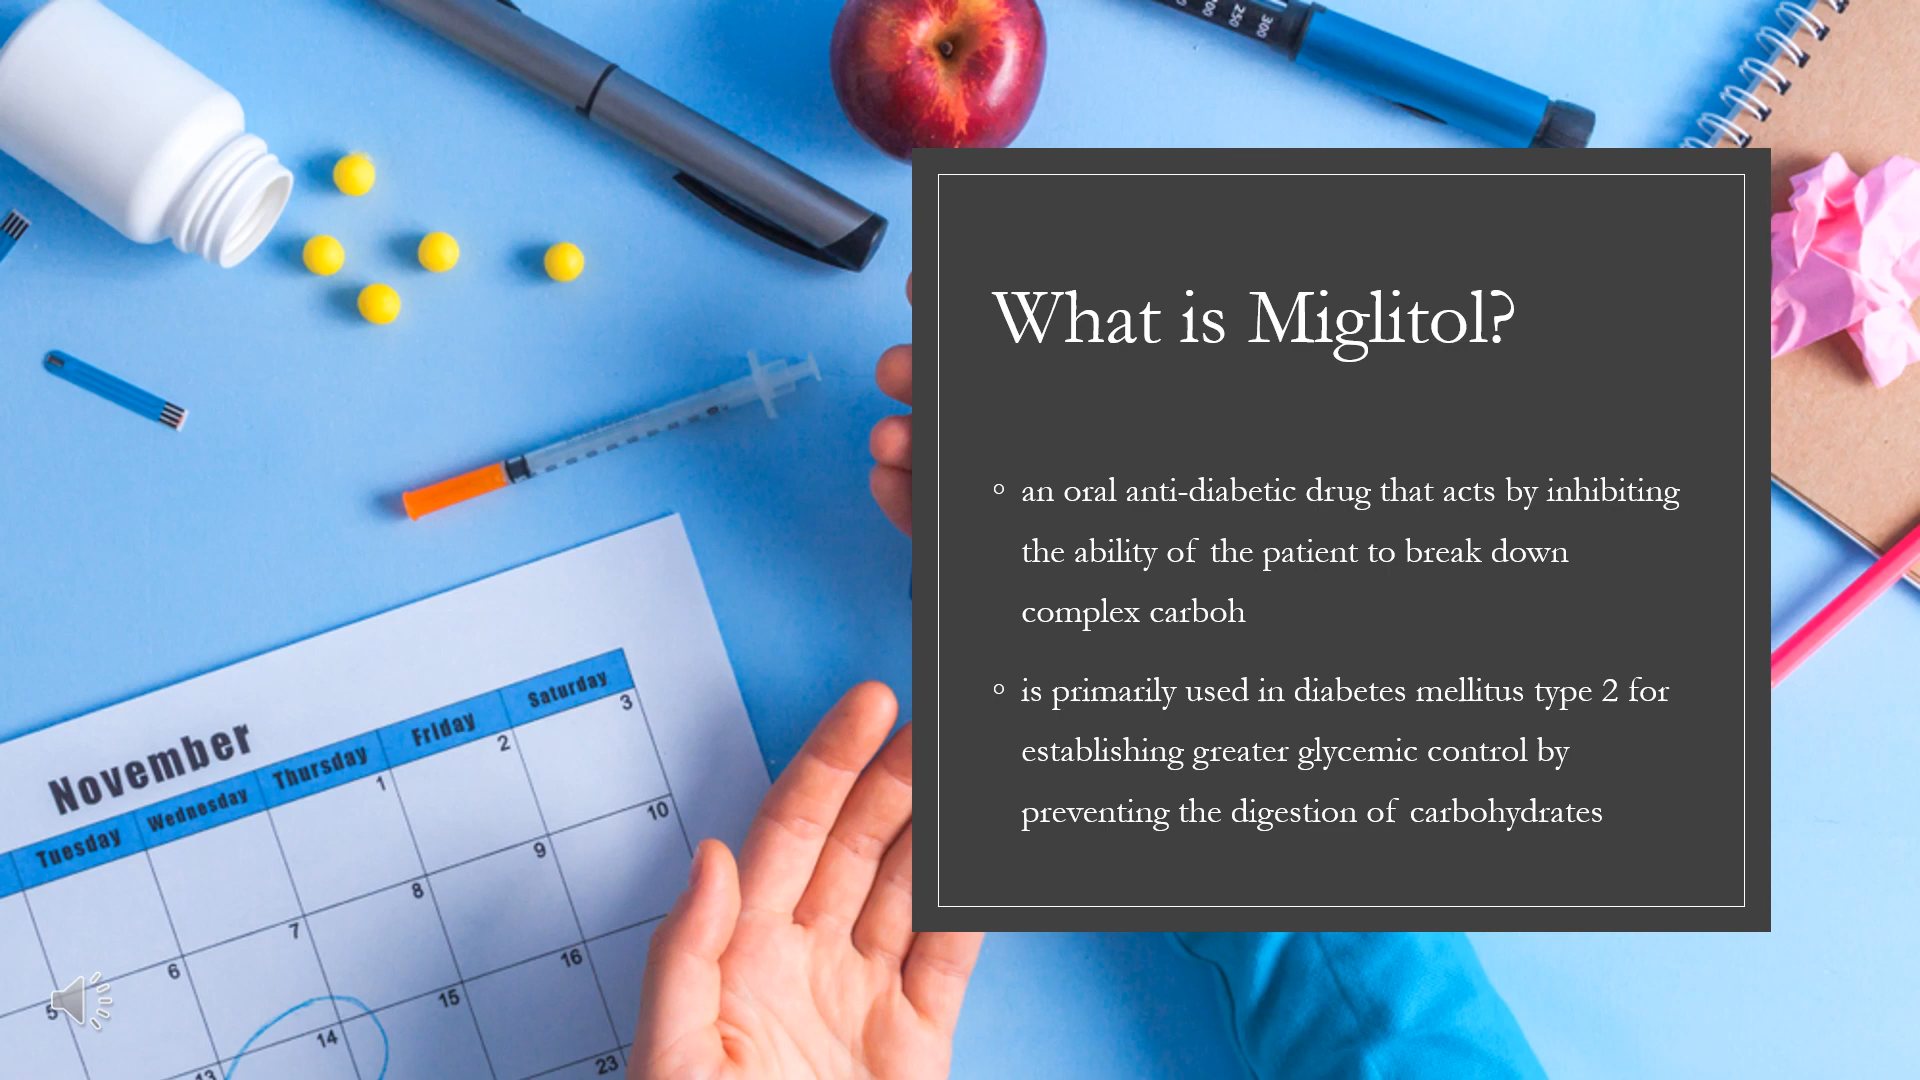 250
300
What is Miglitol?
an oral anti-diabetic drug that acts by inhibiting
the ability of the patient to break down
complex carboh
is primarily used in diabetes mellitus type 2 for
establishing greater glycemic control by
preventing the digestion of carbohydrates
November
Tuesday Wednesday Thursday Friday Saturday
1 2 3
5 6 7 8 9 10
13 14 15 16
23